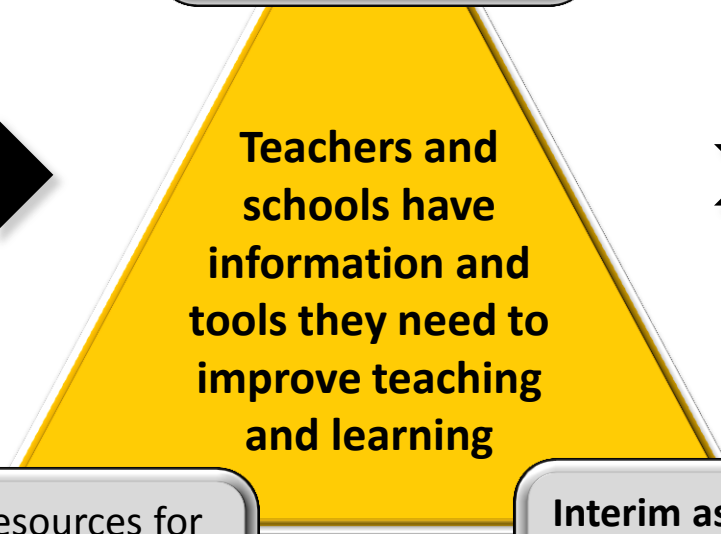 Teachers and
schools have
information and
tools they need to
improve teaching
and learning
esources for
Interim as